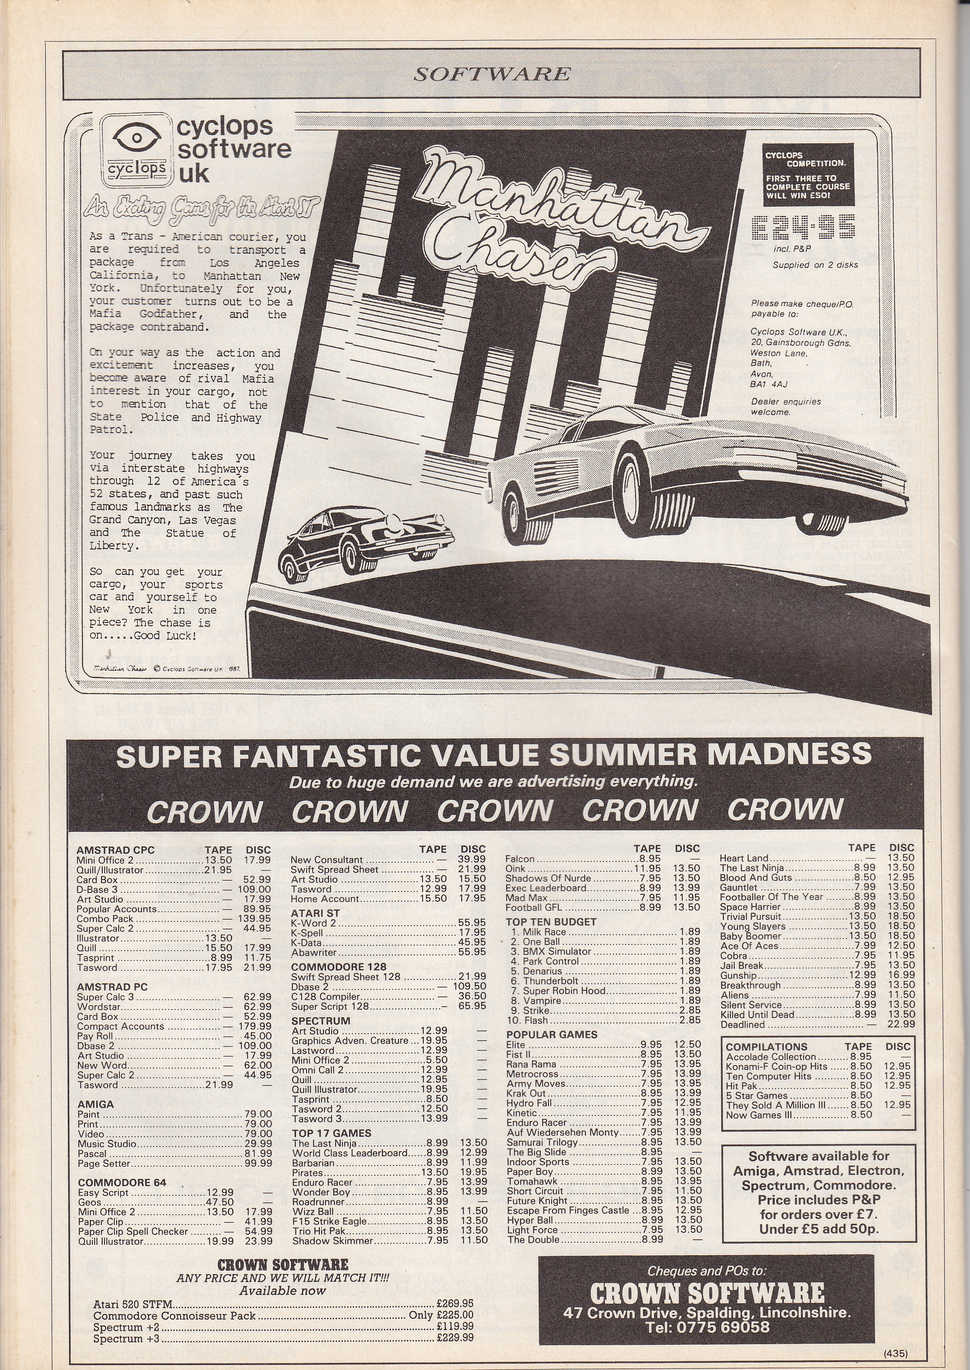 SOFTWARE
cyclops
cyclops
software
uk
An Exciting Game for the Atari ST
As a Trans - American courier, you
are required to transport a
package from Los Angeles
California, to Manhattan New
York. Unfortunately for you,
your customer turns out to be a
Mafia Godfather, and the
package contraband.
On your way as the action and
excitement increases, you
become aware of rival Mafia
interest in your cargo, not
to mention that of the
State Police and Highway
Patrol.
Your journey takes you
via interstate highways
through 12 of America's
52 states, and past such
famous landmarks as The
Grand Canyon, Las Vegas
and The Statue of
Liberty.
So can you get your
cargo, your sports
car and yourself to
New York in one
piece? The chase is
on.....Good Luck!
Manhattan Chaser © Cyclops Software U.K. 1987.
Manhattan
Chaser
CYCLOPS
COMPETITION.
FIRST THREE TO
COMPLETE COURSE
WILL WIN £50!
£24.95
incl. P&P
Supplied on 2 disks
Please make cheque/P.O.
payable to:
Cyclops Software U.K.,
20, Gainsborough Gdns,
Weston Lane,
Bath,
Avon,
BA1 4AJ
Dealer enquiries
welcome.
SUPER FANTASTIC VALUE SUMMER MADNESS
Due to huge demand we are advertising everything.
CROWN CROWN CROWN CROWN CROWN
AMSTRAD CPC TAPE DISC
Mini Office 2 13.50 17.99
Quill/Illustrator 21.95 —
Card Box — 52.99
D-Base 3 — 109.00
Art Studio — 17.99
Popular Accounts — 89.95
Combo Pack — 139.95
Super Calc 2 — 44.95
Illustrator 13.50 —
Quill 15.50 17.99
Tasprint 8.99 11.75
Tasword 17.95 21.99
AMSTRAD PC
Super Calc 3 — 62.99
Wordstar — 62.99
Card Box — 52.99
Compact Accounts — 179.99
Pay Roll — 45.00
Dbase 2 — 109.00
Art Studio — 17.99
New Word — 62.00
Super Calc 2 — 44.95
Tasword 21.99 —
AMIGA
Paint 79.00
Print 79.00
Video 79.00
Music Studio 29.99
Pascal 81.99
Page Setter 99.99
COMMODORE 64
Easy Script 12.99 —
Geos 47.50 —
Mini Office 2 13.50 17.99
Paper Clip — 41.99
Paper Clip Spell Checker — 54.99
Quill Illustrator 19.99 23.99
TAPE DISC
New Consultant — 39.99
Swift Spread Sheet — 21.99
Art Studio 13.50 15.50
Tasword 12.99 17.99
Home Account 15.50 17.95
ATARI ST
K-Word 2 55.95
K-Spell 17.95
K-Data 45.95
Abawriter 55.95
COMMODORE 128
Swift Spread Sheet 128 21.99
Dbase 2 — 109.50
C128 Compiler — 36.50
Super Script 128 – 65.95
SPECTRUM
Art Studio 12.99 —
Graphics Adven. Creature 19.95 —
Lastword 12.99 —
Mini Office 2 5.50 —
Omni Call 2 12.99 —
Quill 12.95 —
Quill Illustrator 19.95 —
Tasprint 8.50 —
Tasword 2 12.50 —
Tasword 3 13.99 —
TOP 17 GAMES
The Last Ninja 8.99 13.50
World Class Leaderboard 8.99 12.99
Barbarian 8.99 11.99
Pirates 13.50 19.95
Enduro Racer 7.95 13.99
Wonder Boy 8.95 13.99
Roadrunner 8.99 —
Wizz Ball 7.95 11.50
F15 Strike Eagle 8.95 13.50
Trio Hit Pak 8.95 13.50
Shadow Skimmer 7.95 11.50
TAPE DISC
Falcon 8.95 —
Oink 11.95 13.50
Shadows Of Nurde 7.95 13.50
Exec Leaderboard 8.99 13.99
Mad Max 7.95 11.95
Football GFL 8.99 13.50
TOP TEN BUDGET
1. Milk Race 1.89
2. One Ball 1.89
3. BMX Simulator 1.89
4. Park Control 1.89
5. Denarius 1.89
6. Thunderbolt 1.89
7. Super Robin Hood 1.89
8. Vampire 1.89
9. Strike 2.85
10. Flash 2.85
POPULAR GAMES
Elite 9.95 12.50
Fist II 8.95 13.50
Rana Rama 7.95 13.95
Metrocross 7.95 13.99
Army Moves 7.95 13.95
Krak Out 8.95 13.99
Hydro Fall 7.95 12.95
Kinetic 7.95 11.95
Enduro Racer 7.95 13.99
Auf Wiedersehen Monty 7.95 13.99
Samurai Trilogy 8.95 13.50
The Big Slide 8.95 —
Indoor Sports 7.95 13.50
Paper Boy 8.99 13.50
Tomahawk 8.95 13.95
Short Circuit 7.95 11.50
Future Knight 8.95 13.50
Escape From Finges Castle 8.95 12.95
Hyper Ball 8.99 13.50
Light Force 7.95 13.50
The Double 8.99 —
TAPE DISC
Heart Land — 13.50
The Last Ninja 8.99 13.50
Blood And Guts 8.50 12.95
Gauntlet 7.99 13.50
Footballer Of The Year 8.99 13.50
Space Harrier 8.99 13.50
Trivial Pursuit 13.50 18.50
Young Slayers 13.50 18.50
Baby Boomer 13.50 18.50
Ace Of Aces 7.99 12.50
Cobra 7.95 11.95
Jail Break 7.95 13.50
Gunship 12.99 16.99
Breakthrough 8.99 13.50
Aliens 7.99 11.50
Silent Service 8.99 13.50
Killed Until Dead 8.99 13.50
Deadlined — 22.99
COMPILATIONS TAPE DISC
Accolade Collection 8.95 —
Konami-F Coin-op Hits 8.50 12.95
Ten Computer Hits 8.50 12.95
Hit Pak 8.50 12.95
5 Star Games 8.50 —
They Sold A Million III 8.50 12.95
Now Games III 8.50 —
Software available for
Amiga, Amstrad, Electron,
Spectrum, Commodore.
Price includes P&P
for orders over £7.
Under £5 add 50p.
CROWN SOFTWARE
ANY PRICE AND WE WILL MATCH IT!!!
Available now
Atari 520 STFM £269.95
Commodore Connoisseur Pack Only £225.00
Spectrum +2 £119.99
Spectrum +3 £229.99
Cheques and POs to:
CROWN SOFTWARE
47 Crown Drive, Spalding, Lincolnshire.
Tel: 0775 69058
(435)